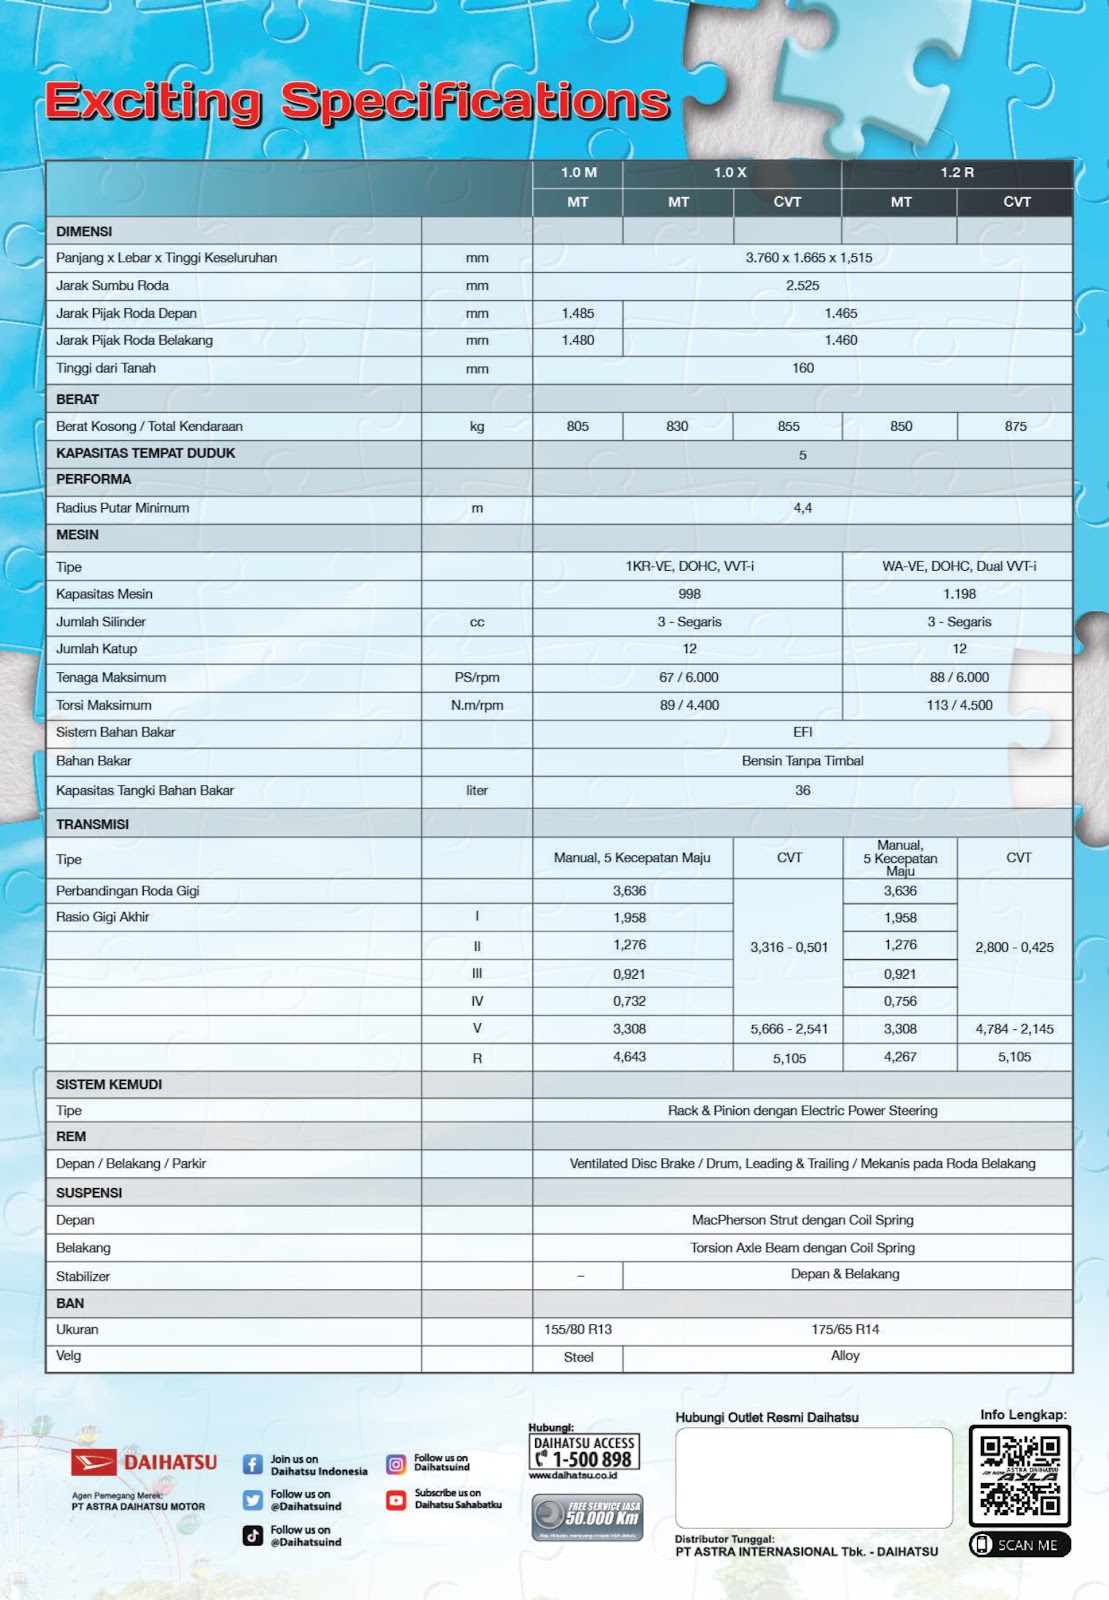 Exciting Specifications
1.0 M 1.0 X 1.2 R
MT MT CVT MT CVT
DIMENSI
Panjang x Lebar x Tinggi Keseluruhan mm 3.760 x 1.665 x 1,515
Jarak Sumbu Roda mm 2.525
Jarak Pijak Roda Depan mm 1.485 1.465
Jarak Pijak Roda Belakang mm 1.480 1.460
Tinggi dari Tanah mm 160
BERAT
Berat Kosong / Total Kendaraan kg 805 830 855 850 875
KAPASITAS TEMPAT DUDUK 5
PERFORMA
Radius Putar Minimum m 4,4
MESIN
Tipe 1KR-VE, DOHC, VVT-i WA-VE, DOHC, Dual VVT-i
Kapasitas Mesin 998 1.198
Jumlah Silinder cc 3 - Segaris 3 - Segaris
Jumlah Katup 12 12
Tenaga Maksimum PS/rpm 67 / 6.000 88 / 6.000
Torsi Maksimum N.m/rpm 89 / 4.400 113 / 4.500
Sistem Bahan Bakar EFI
Bahan Bakar Bensin Tanpa Timbal
Kapasitas Tangki Bahan Bakar liter 36
TRANSMISI
Tipe Manual, 5 Kecepatan Maju CVT Manual, 5 Kecepatan Maju CVT
Perbandingan Roda Gigi 3,636 3,636
Rasio Gigi Akhir I 1,958 1,958
II 1,276 3,316 - 0,501 1,276 2,800 - 0,425
III 0,921 0,921
IV 0,732 0,756
V 3,308 5,666 - 2,541 3,308 4,784 - 2,145
R 4,643 5,105 4,267 5,105
SISTEM KEMUDI
Tipe Rack & Pinion dengan Electric Power Steering
REM
Depan / Belakang / Parkir Ventilated Disc Brake / Drum, Leading & Trailing / Mekanis pada Roda Belakang
SUSPENSI
Depan MacPherson Strut dengan Coil Spring
Belakang Torsion Axle Beam dengan Coil Spring
Stabilizer – Depan & Belakang
BAN
Ukuran 155/80 R13 175/65 R14
Velg Steel Alloy
DAIHATSU
Agen Pemegang Merek:
PT ASTRA DAIHATSU MOTOR
Join us on
Daihatsu Indonesia
Follow us on
@Daihatsuind
Follow us on
@Daihatsuind
Follow us on
Daihatsuind
Subscribe us on
Daihatsu Sahabatku
Hubungi:
DAIHATSU ACCESS
1-500 898
www.daihatsu.co.id
FREE SERVICE JASA
50.000 Km
Hubungi Outlet Resmi Daihatsu
Distributor Tunggal:
PT ASTRA INTERNASIONAL Tbk. - DAIHATSU
Info Lengkap:
ASTRA DAIHATSU
AYLA
SCAN ME